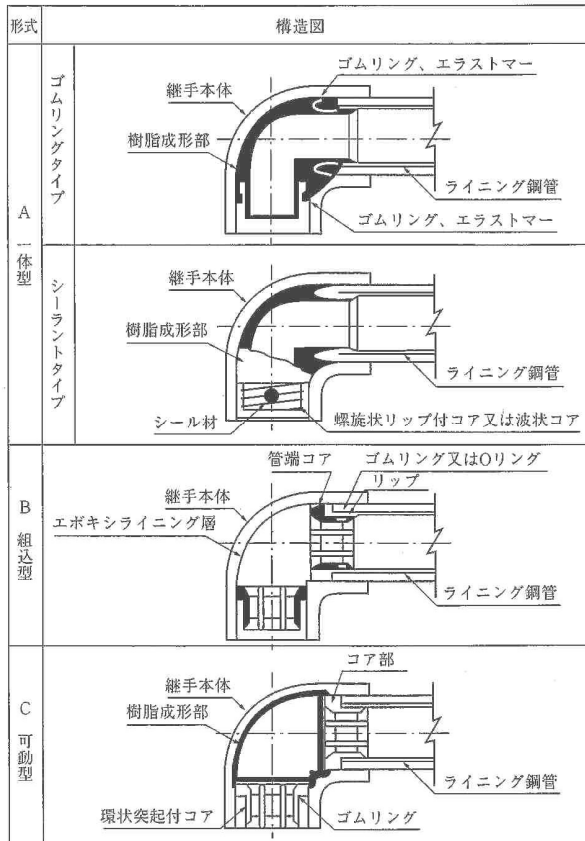 形式
構造図
A 一体型
ゴムリングタイプ
ゴムリング、エラストマー
継手本体
樹脂成形部
ライニング鋼管
ゴムリング、エラストマー
シーラントタイプ
継手本体
樹脂成形部
ライニング鋼管
シール材
螺旋状リップ付コア又は波状コア
B 組込型
管端コア
ゴムリング又はOリング
リップ
継手本体
エポキシライニング層
ライニング鋼管
C 可動型
コア部
継手本体
樹脂成形部
ライニング鋼管
環状突起付コア
ゴムリング